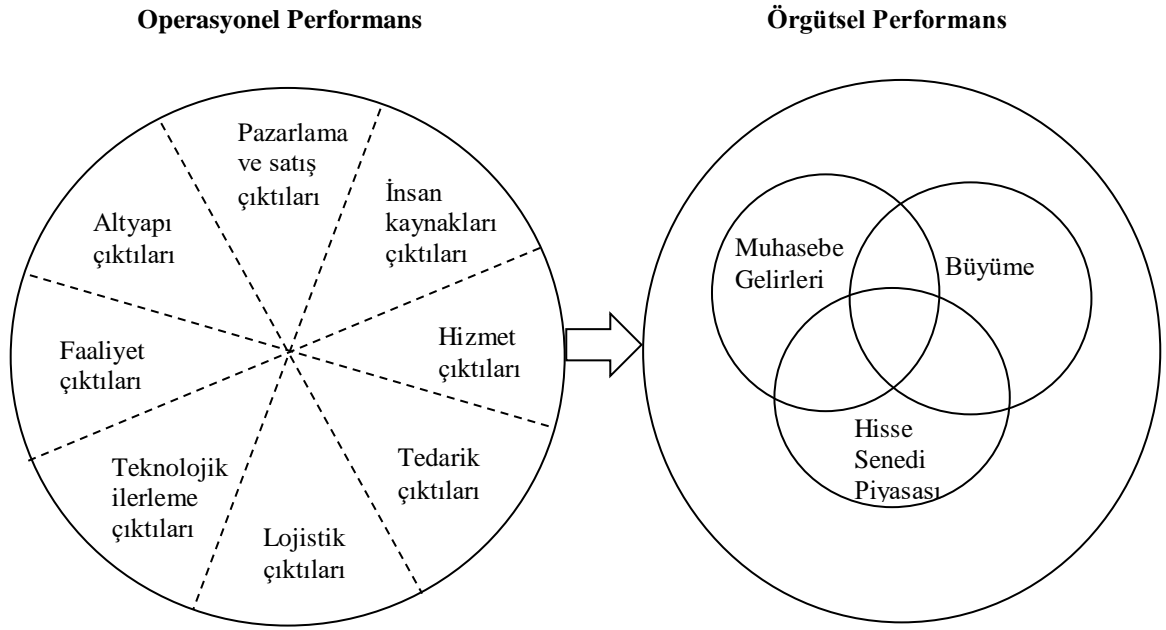 Operasyonel Performans
Örgütsel Performans
Pazarlama
ve satış
çıktıları
İnsan
kaynakları
çıktıları
Altyapı
çıktıları
Hizmet
çıktıları
Faaliyet
çıktıları
Tedarik
çıktıları
Teknolojik
ilerleme
çıktıları
Lojistik
çıktıları
Muhasebe
Gelirleri
Büyüme
Hisse
Senedi
Piyasası